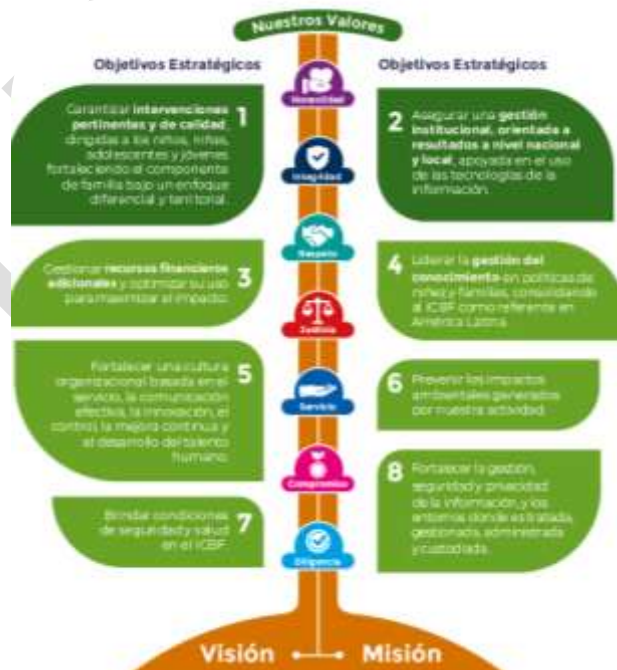 Nuestros Valores
Objetivos Estratégicos
Objetivos Estratégicos
Honestidad
1
Garantizar intervenciones
pertinentes y de calidad,
dirigidas a los niños, niñas,
adolescentes y jóvenes
fortaleciendo el componente
de familia bajo un enfoque
diferencial y territorial.
2
Asegurar una gestión
institucional, orientada a
resultados a nivel nacional
y local, apoyada en el uso
de las tecnologías de la
información.
Integridad
Respeto
3
Gestionar recursos financiero
adicionales y optimizar su uso
para maximizar el impacto.
4
Liderar la gestión del
conocimiento en políticas de
niñez y familias, consolidando
al ICBF como referente en
América Latina.
Justicia
5
Fortalecer una cultura
organizacional basada en el
servicio, la comunicación
efectiva, la innovación, el
control, la mejora continua y
el desarrollo del talento
humano.
Servicio
6
Prevenir los impactos
ambientales generados
por nuestra actividad.
Compromiso
7
Brindar condiciones
de seguridad y salud
en el ICBF.
8
Fortalecer la gestión,
seguridad y privacidad
de la información, y los
entornos donde es tratada,
gestionada, administrada
y custodiada.
Diligencia
Visión
Misión